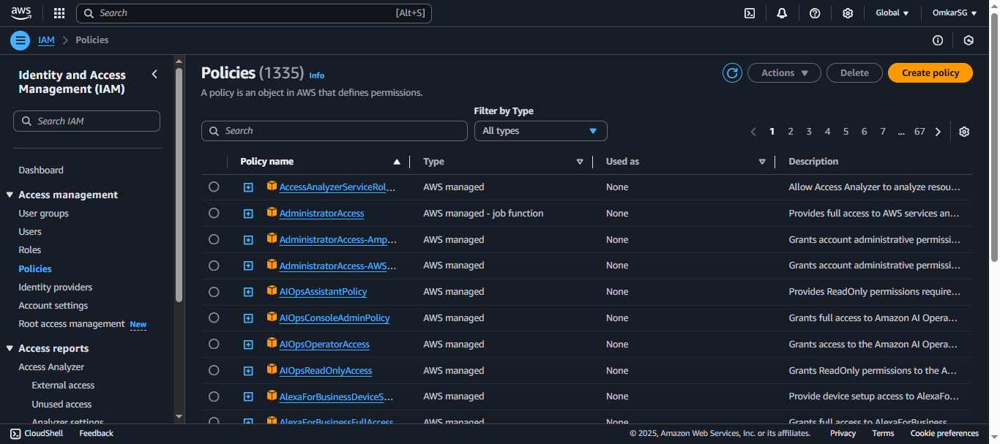 aws
Search [Alt+S]
Global
OmkarSG
IAM
Policies
Identity and Access
Management (IAM)
Search IAM
Dashboard
Access management
User groups
Users
Roles
Policies
Identity providers
Account settings
Root access management New
Access reports
Access Analyzer
External access
Unused access
Analyzer settings
Policies (1335) Info
A policy is an object in AWS that defines permissions.
Actions
Delete
Create policy
Filter by Type
Search
All types
1 2 3 4 5 6 7 ... 67
Policy name Type Used as Description
AccessAnalyzerServiceRol... AWS managed None Allow Access Analyzer to analyze resou...
AdministratorAccess AWS managed - job function None Provides full access to AWS services an...
AdministratorAccess-Amp... AWS managed None Grants account administrative permissi...
AdministratorAccess-AWS... AWS managed None Grants account administrative permissi...
AIOpsAssistantPolicy AWS managed None Provides ReadOnly permissions require...
AIOpsConsoleAdminPolicy AWS managed None Grants full access to Amazon AI Opera...
AIOpsOperatorAccess AWS managed None Grants access to the Amazon AI Opera...
AIOpsReadOnlyAccess AWS managed None Grants ReadOnly permissions to the A...
AlexaForBusinessDeviceS... AWS managed None Provide device setup access to AlexaFo...
AlexaForBusinessFullAccess AWS managed None Grants full access to AlexaForBusiness
CloudShell Feedback © 2025, Amazon Web Services, Inc. or its affiliates. Privacy Terms Cookie preferences